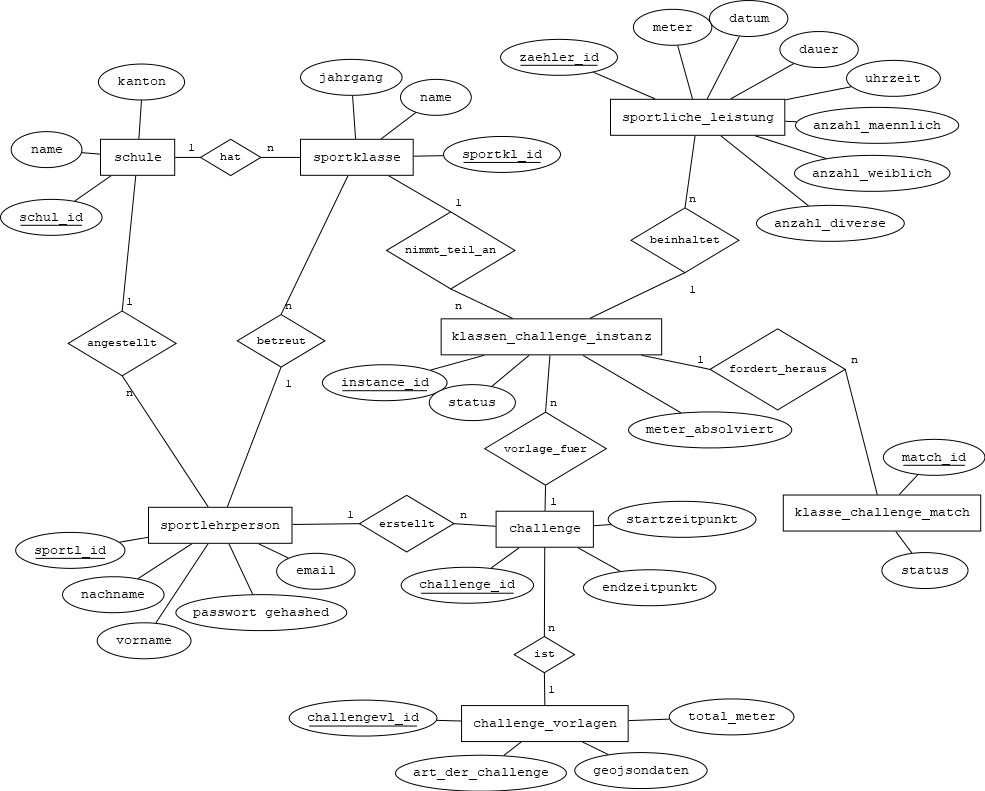 datum
meter
dauer
zaehler_id
uhrzeit
jahrgang
kanton
name
sportliche_leistung
anzahl_maennlich
name
schule
1
hat
n
sportklasse
sportkl_id
anzahl_weiblich
schul_id
1
n
anzahl_diverse
nimmt_teil_an
beinhaltet
1
n
n
1
klassen_challenge_instanz
angestellt
betreut
1
n
fordert_heraus
instance_id
1
status
n
n
meter_absolviert
vorlage_fuer
match_id
1
klasse_challenge_match
sportlehrperson
1
erstellt
n
challenge
startzeitpunkt
sportl_id
email
status
challenge_id
endzeitpunkt
nachname
passwort gehashed
vorname
n
ist
1
challengevl_id
challenge_vorlagen
total_meter
art_der_challenge
geojsondaten